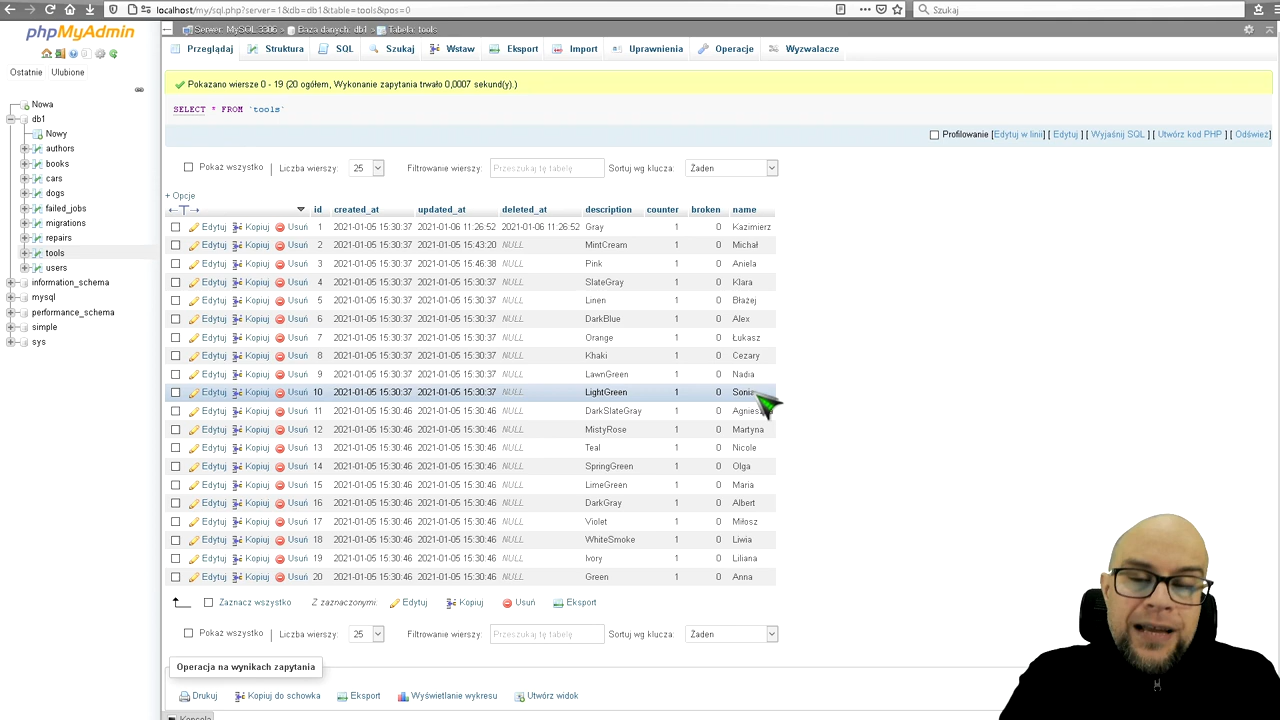 localhost/my/sql.php?server=1&db=db1&table=tools&pos=0
Szukaj
phpMyAdmin
Serwer: MySQL:3306 » Baza danych: db1 » Tabela: tools
Przeglądaj Struktura SQL Szukaj Wstaw Eksport Import Uprawnienia Operacje Wyzwalacze
Ostatnie Ulubione
Nowa
db1
Nowy
authors
books
cars
dogs
failed_jobs
migrations
repairs
tools
users
information_schema
mysql
performance_schema
simple
sys
Pokazano wiersze 0 - 19 (20 ogółem, Wykonanie zapytania trwało 0,0007 sekund(y).)
SELECT * FROM `tools`
Profilowanie [Edytuj w linii] [ Edytuj ] [ Wyjaśnij SQL ] [ Utwórz kod PHP ] [ Odśwież]
Pokaż wszystko Liczba wierszy: 25 Filtrowanie wierszy: Przeszukaj tę tabelę Sortuj wg klucza: Żaden
+ Opcje
←T→ id created_at updated_at deleted_at description counter broken name
Edytuj Kopiuj Usuń 1 2021-01-05 15:30:37 2021-01-06 11:26:52 2021-01-06 11:26:52 Gray 1 0 Kazimierz
Edytuj Kopiuj Usuń 2 2021-01-05 15:30:37 2021-01-05 15:43:20 NULL MintCream 1 0 Michał
Edytuj Kopiuj Usuń 3 2021-01-05 15:30:37 2021-01-05 15:46:38 NULL Pink 1 0 Aniela
Edytuj Kopiuj Usuń 4 2021-01-05 15:30:37 2021-01-05 15:30:37 NULL SlateGray 1 0 Klara
Edytuj Kopiuj Usuń 5 2021-01-05 15:30:37 2021-01-05 15:30:37 NULL Linen 1 0 Błażej
Edytuj Kopiuj Usuń 6 2021-01-05 15:30:37 2021-01-05 15:30:37 NULL DarkBlue 1 0 Alex
Edytuj Kopiuj Usuń 7 2021-01-05 15:30:37 2021-01-05 15:30:37 NULL Orange 1 0 Łukasz
Edytuj Kopiuj Usuń 8 2021-01-05 15:30:37 2021-01-05 15:30:37 NULL Khaki 1 0 Cezary
Edytuj Kopiuj Usuń 9 2021-01-05 15:30:37 2021-01-05 15:30:37 NULL LawnGreen 1 0 Nadia
Edytuj Kopiuj Usuń 10 2021-01-05 15:30:37 2021-01-05 15:30:37 NULL LightGreen 1 0 Sonia
Edytuj Kopiuj Usuń 11 2021-01-05 15:30:46 2021-01-05 15:30:46 NULL DarkSlateGray 1 0
Edytuj Kopiuj Usuń 12 2021-01-05 15:30:46 2021-01-05 15:30:46 NULL MistyRose 1 0 Martyna
Edytuj Kopiuj Usuń 13 2021-01-05 15:30:46 2021-01-05 15:30:46 NULL Teal 1 0 Nicole
Edytuj Kopiuj Usuń 14 2021-01-05 15:30:46 2021-01-05 15:30:46 NULL SpringGreen 1 0 Olga
Edytuj Kopiuj Usuń 15 2021-01-05 15:30:46 2021-01-05 15:30:46 NULL LimeGreen 1 0 Maria
Edytuj Kopiuj Usuń 16 2021-01-05 15:30:46 2021-01-05 15:30:46 NULL DarkGray 1 0 Albert
Edytuj Kopiuj Usuń 17 2021-01-05 15:30:46 2021-01-05 15:30:46 NULL Violet 1 0 Miłosz
Edytuj Kopiuj Usuń 18 2021-01-05 15:30:46 2021-01-05 15:30:46 NULL WhiteSmoke 1 0 Liwia
Edytuj Kopiuj Usuń 19 2021-01-05 15:30:46 2021-01-05 15:30:46 NULL Ivory 1 0 Liliana
Edytuj Kopiuj Usuń 20 2021-01-05 15:30:46 2021-01-05 15:30:46 NULL Green 1 0 Anna
Zaznacz wszystko Z zaznaczonymi: Edytuj Kopiuj Usuń Eksport
Pokaż wszystko Liczba wierszy: 25 Filtrowanie wierszy: Przeszukaj tę tabelę Sortuj wg klucza: Żaden
Operacja na wynikach zapytania
Drukuj Kopiuj do schowka Eksport Wyświetlanie wykresu Utwórz widok
Konsola